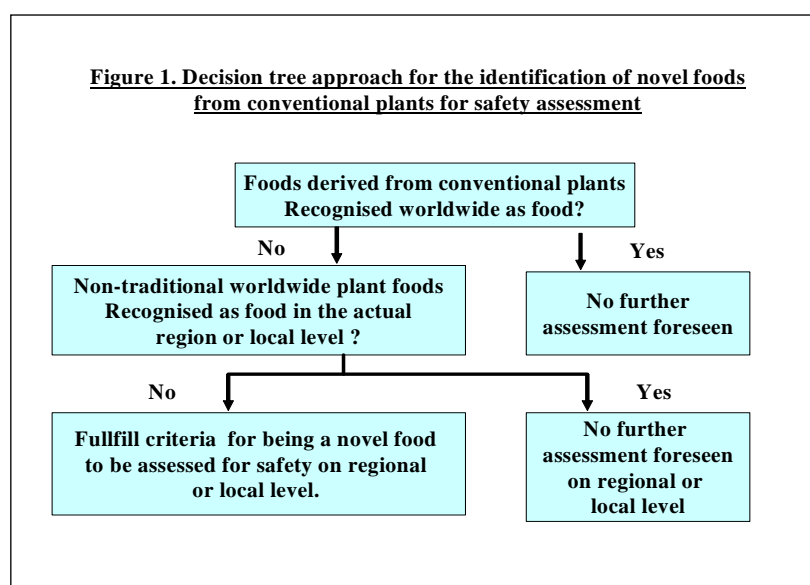 Figure 1. Decision tree approach for the identification of novel foods
from conventional plants for safety assessment
Foods derived from conventional plants
Recognised worldwide as food?
No
Yes
Non-traditional worldwide plant foods
Recognised as food in the actual
region or local level ?
No further
assessment foreseen
No
Yes
Fullfill criteria for being a novel food
to be assessed for safety on regional
or local level.
No further
assessment foreseen
on regional or
local level